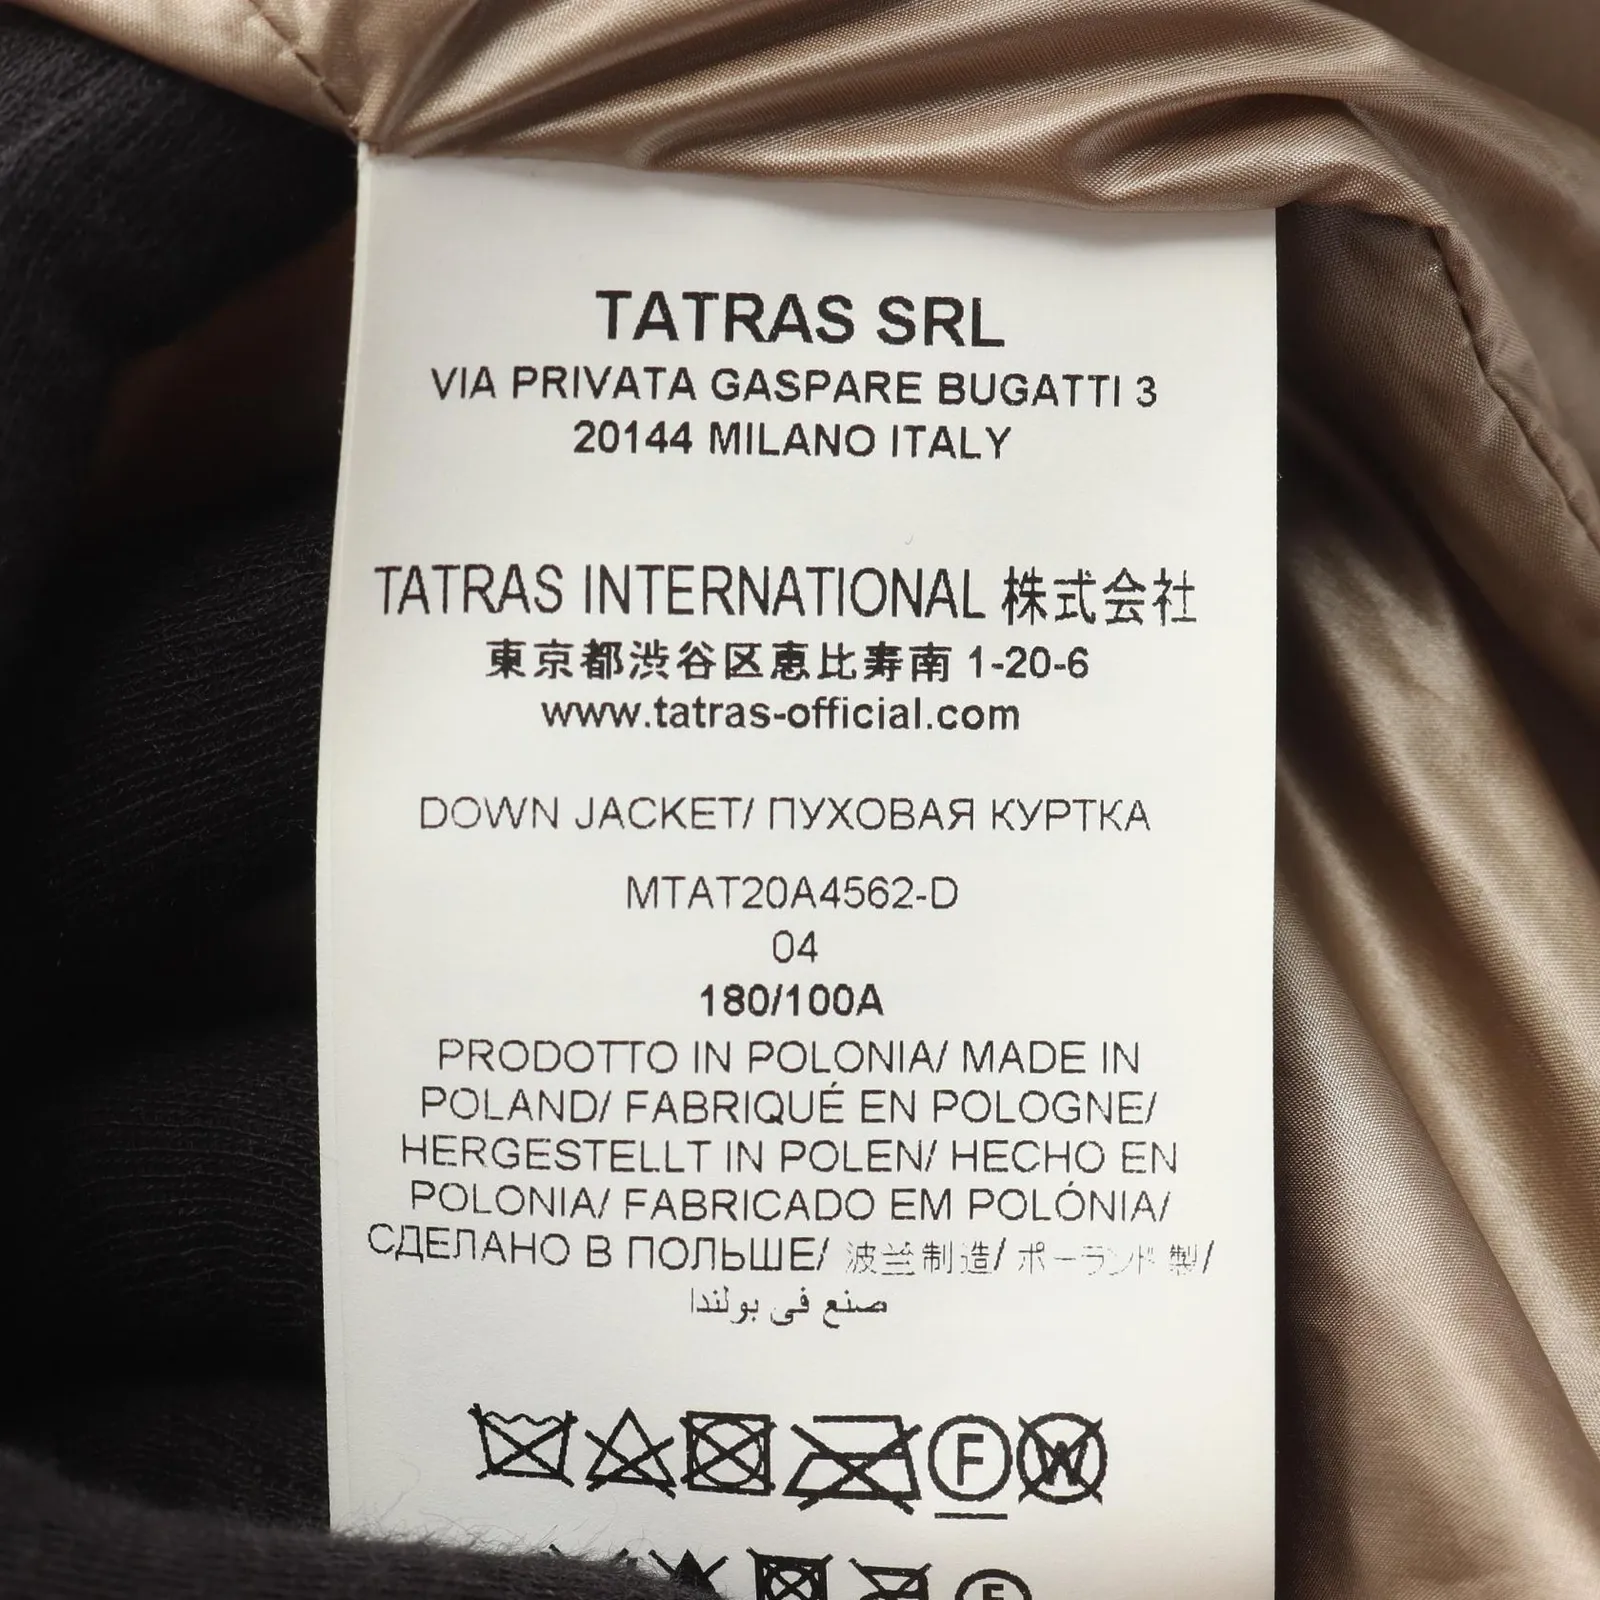 TATRAS SRL
VIA PRIVATA GASPARE BUGATTI 3
20144 MILANO ITALY
TATRAS INTERNATIONAL 株式会社
東京都渋谷区恵比寿南 1-20-6
www.tatras-official.com
DOWN JACKET/ ПУХОВАЯ КУРТКА
MTAT20A4562-D
04
180/100A
PRODOTTO IN POLONIA/ MADE IN
POLAND/ FABRIQUÉ EN POLOGNE/
HERGESTELLT IN POLEN/ HECHO EN
POLONIA/ FABRICADO EM POLÓNIA/
СДЕЛАНО В ПОЛЬШЕ/ 波兰制造/ ポーランド製/
صنع في بولندا
F W
F